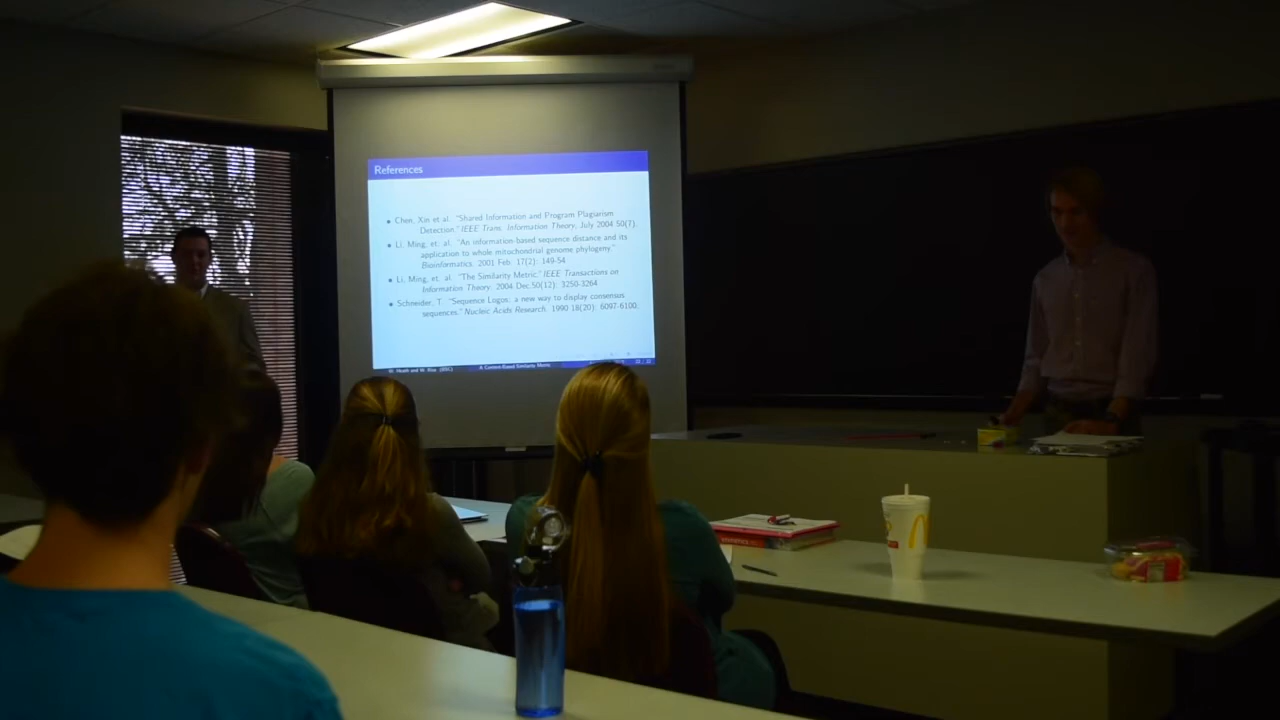 References
Chen, Xin et al. "Shared Information and Program Plagiarism
Detection." IEEE Trans. Information Theory, July 2004 50(7).
Li, Ming, et. al. "An information-based sequence distance and its
application to whole mitochondrial genome phylogeny."
Bioinformatics. 2001 Feb. 17(2): 149-54
Li, Ming, et. al. "The Similarity Metric." IEEE Transactions on
Information Theory. 2004 Dec.50(12): 3250-3264
Schneider, T. "Sequence Logos: a new way to display consensus
sequences." Nucleic Acids Research. 1990 18(20): 6097-6100.
A Content-Based Similarity Metric